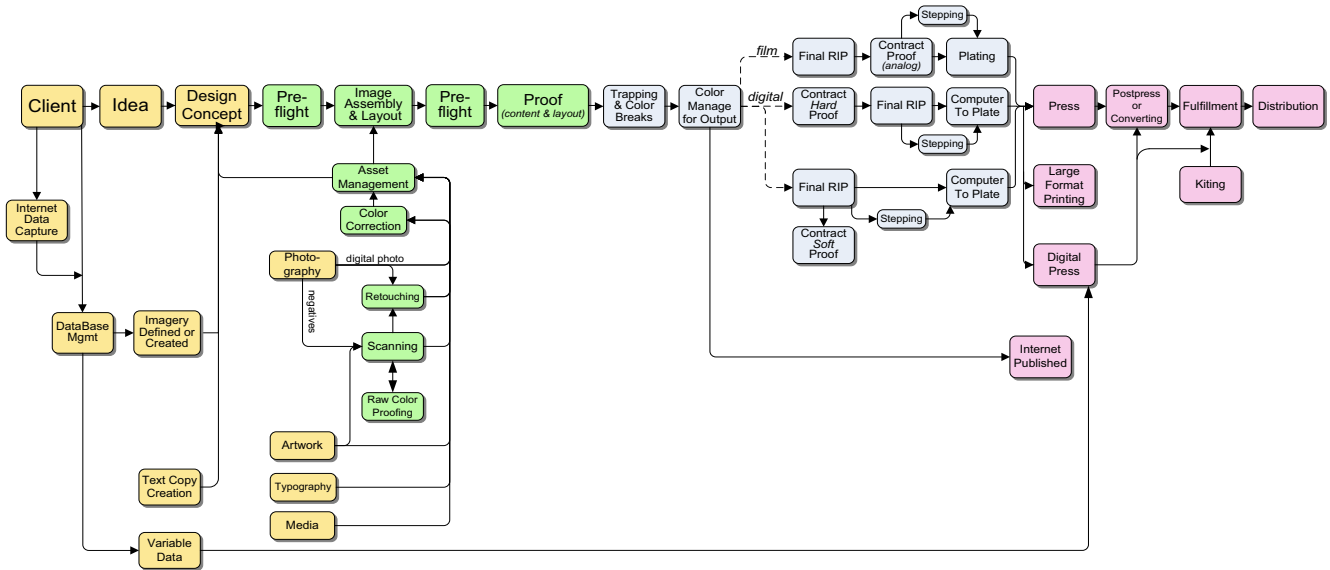 Stepping
film
Final RIP
Contract
Proof
(analog)
Plating
Client
Idea
Design
Concept
Pre-
flight
Image
Assembly
& Layout
Pre-
flight
Proof
(content & layout)
Trapping
& Color
Breaks
Color
Manage
for Output
digital
Contract
Hard
Proof
Final RIP
Stepping
Computer
To Plate
Press
Postpress
or
Converting
Fulfillment
Distribution
Asset
Management
Final RIP
Computer
To Plate
Large
Format
Printing
Kiting
Internet
Data
Capture
Color
Correction
Stepping
Contract
Soft
Proof
Photo-
graphy
digital photo
Digital
Press
negatives
Retouching
DataBase
Mgmt
Imagery
Defined or
Created
Scanning
Internet
Published
Raw Color
Proofing
Artwork
Text Copy
Creation
Typography
Media
Variable
Data